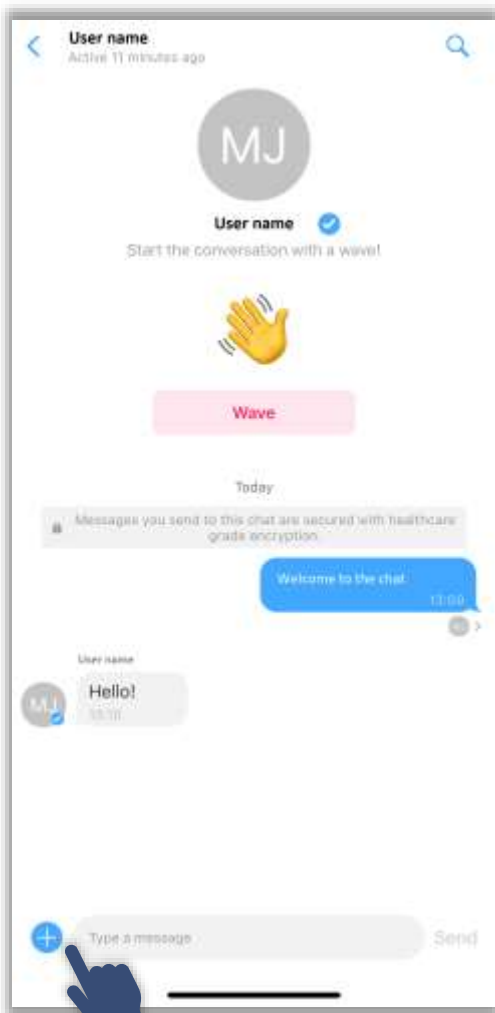 User name
Active 11 minutes ago
MJ
User name
Start the conversation with a wave!
Wave
Today
Messages you send to this chat are secured with healthcare
grade encryption.
Welcome to the chat
13:09
User name
MJ
Hello!
Type a message
Send